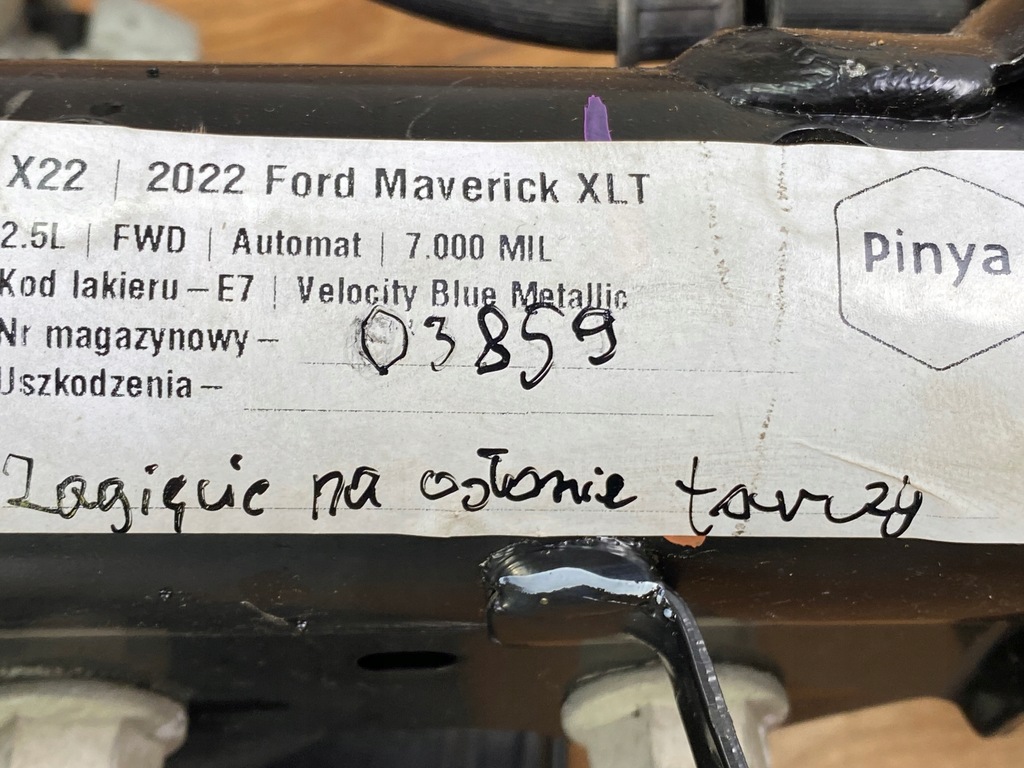 X22 | 2022 Ford Maverick XLT
2.5L | FWD | Automat | 7.000 MIL
Kod lakieru – E7 | Velocity Blue Metallic
Nr magazynowy – 03859
Uszkodzenia –
Zagięcie na osłonie tawrzy
Pinya